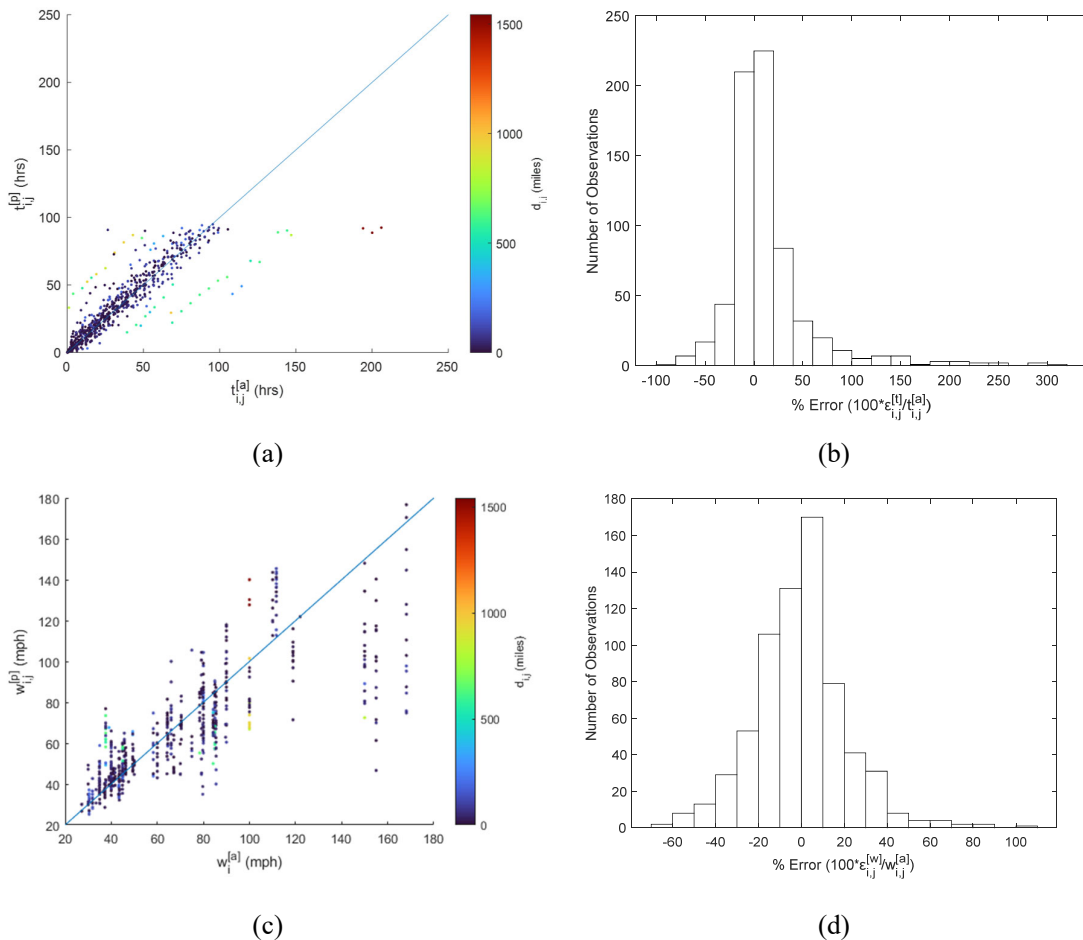 250
200
150
100
50
0
t[p]i,j (hrs)
0 50 100 150 200 250
t[a]i,j (hrs)
1500
1000
500
0
di,j (miles)
(a)
250
200
150
100
50
0
Number of Observations
-100 -50 0 50 100 150 200 250 300
% Error (100*ε[t]i,j/t[a]i,j)
(b)
180
160
140
120
100
80
60
40
20
w[p]i,j (mph)
20 40 60 80 100 120 140 160 180
w[a]i (mph)
1500
1000
500
0
di,j (miles)
(c)
180
160
140
120
100
80
60
40
20
0
Number of Observations
-60 -40 -20 0 20 40 60 80 100
% Error (100*ε[w]i,j/w[a]i,j)
(d)